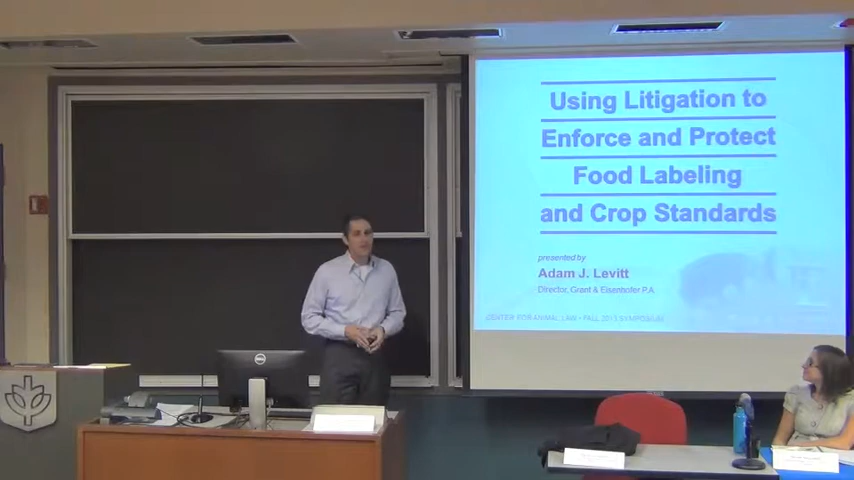 Using Litigation to
Enforce and Protect
Food Labeling
and Crop Standards
presented by
Adam J. Levitt
Director, Grant & Eisenhofer P.A.
CENTER FOR ANIMAL LAW • FALL 2013 SYMPOSIUM
DELL